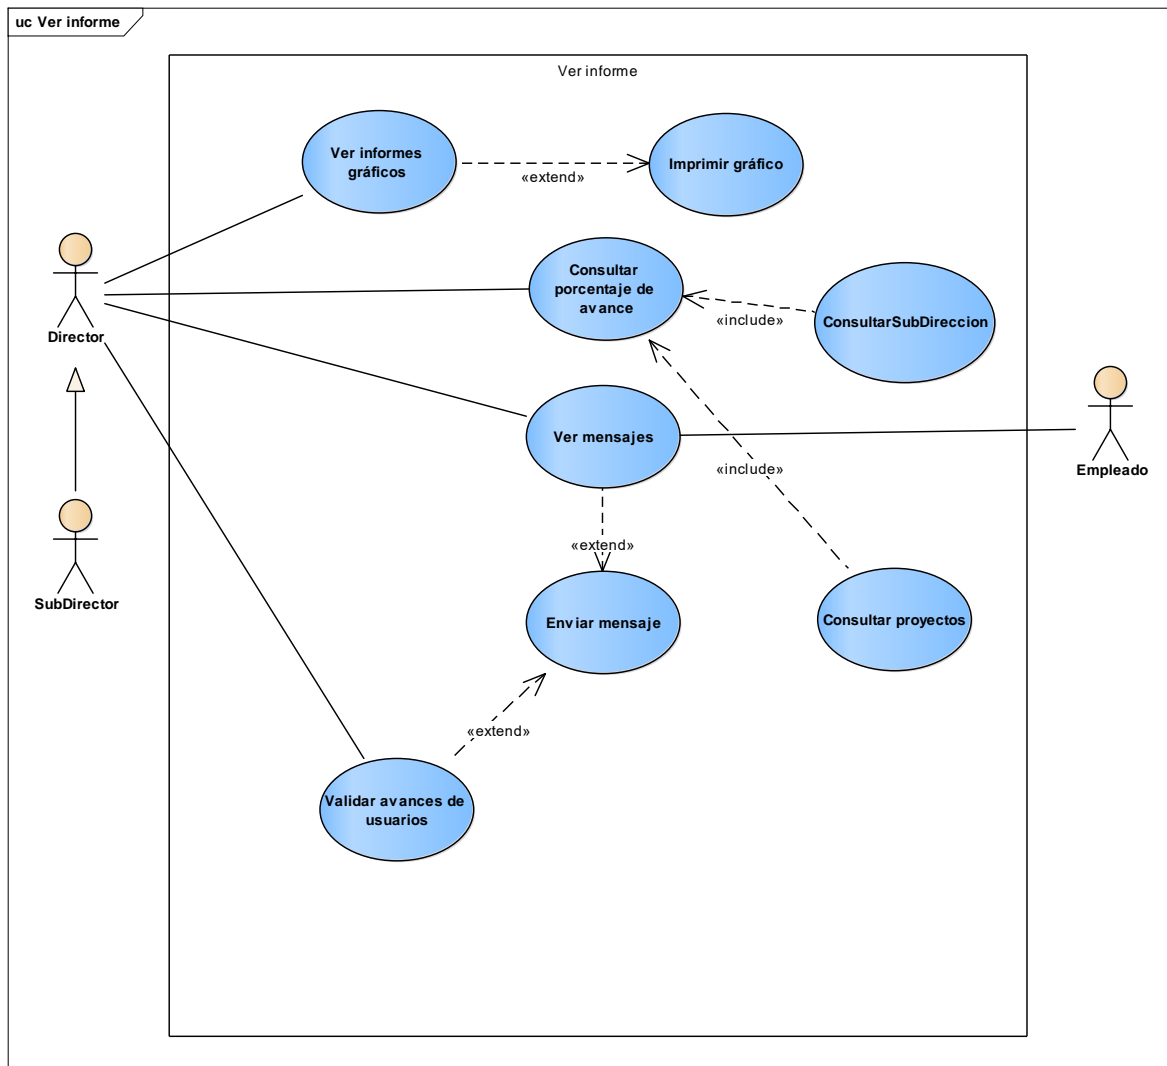 uc Ver informe
Ver informe
Ver informes
gráficos
«extend»
Imprimir gráfico
Director
Consultar
porcentaje de
avance
«include»
ConsultarSubDireccion
Ver mensajes
«include»
Empleado
SubDirector
«extend»
Enviar mensaje
Consultar proyectos
«extend»
Validar avances de
usuarios